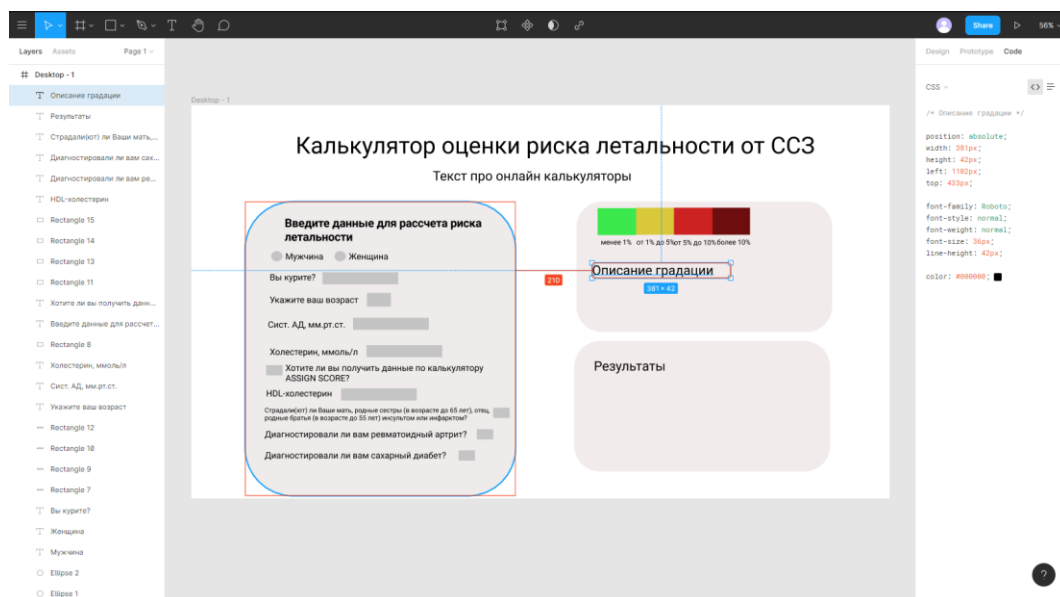 Share
56%
Layers
Assets
Page 1
Design
Prototype
Code
Desktop - 1
Описание градации
Результаты
Страдали(ют) ли Ваши мать,...
Диагностировали ли вам сах...
Диагностировали ли вам ре...
HDL-холестерин
Rectangle 15
Rectangle 14
Rectangle 13
Rectangle 11
Хотите ли вы получить данн...
Введите данные для рассчет...
Rectangle 8
Холестерин, ммоль/л
Сист. АД, мм.рт.ст.
Укажите ваш возраст
Rectangle 12
Rectangle 10
Rectangle 9
Rectangle 7
Вы курите?
Женщина
Мужчина
Ellipse 2
Ellipse 1
Desktop - 1
Калькулятор оценки риска летальности от ССЗ
Текст про онлайн калькуляторы
Введите данные для рассчета риска
летальности
Мужчина Женщина
Вы курите?
Укажите ваш возраст
Сист. АД, мм.рт.ст.
Холестерин, ммоль/л
Хотите ли вы получить данные по калькулятору
ASSIGN SCORE?
HDL-холестерин
Страдали(ют) ли Ваши мать, родные сестры (в возрасте до 65 лет), отец,
родные братья (в возрасте до 55 лет) инсультом или инфарктом?
Диагностировали ли вам ревматоидный артрит?
Диагностировали ли вам сахарный диабет?
менее 1% от 1% до 5% от 5% до 10% более 10%
Описание градации
210
381 × 42
Результаты
CSS
/* Описание градации */
position: absolute;
width: 381px;
height: 42px;
left: 1102px;
top: 433px;
font-family: Roboto;
font-style: normal;
font-weight: normal;
font-size: 36px;
line-height: 42px;
color: #000000;
?